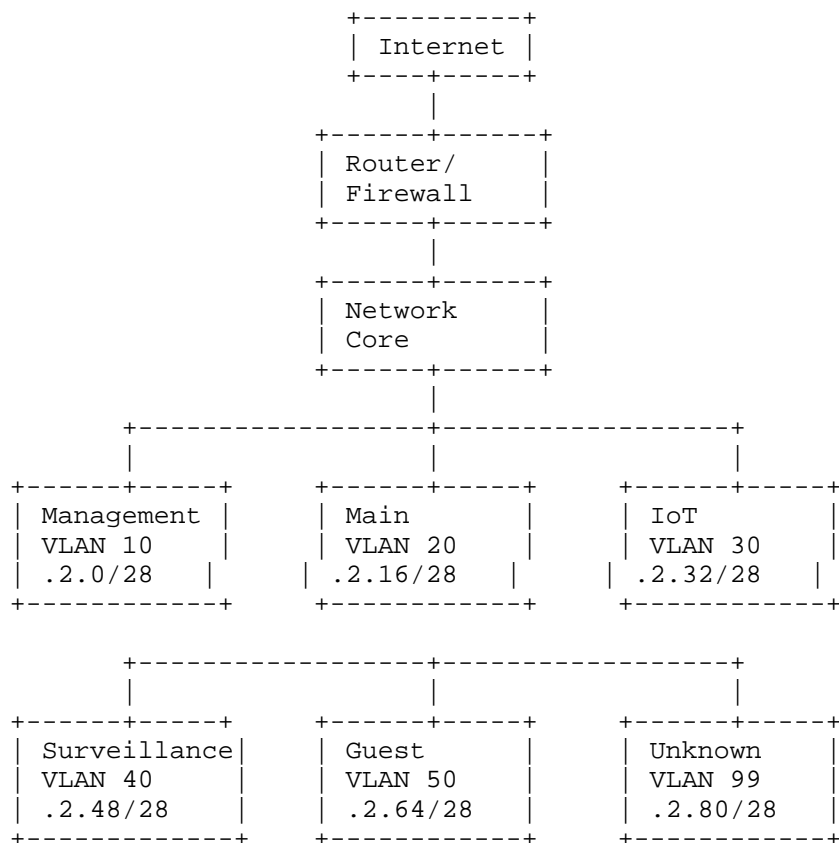 Internet
Router/
Firewall
Network
Core
Management
VLAN 10
.2.0/28
Main
VLAN 20
.2.16/28
IoT
VLAN 30
.2.32/28
Surveillance
VLAN 40
.2.48/28
Guest
VLAN 50
.2.64/28
Unknown
VLAN 99
.2.80/28